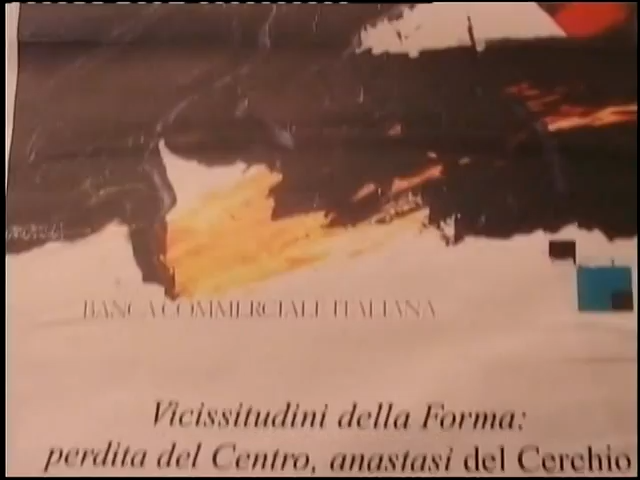 BANCA COMMERCIALE ITALIANA
Vicissitudini della Forma:
perdita del Centro, anastasi del Cerchio